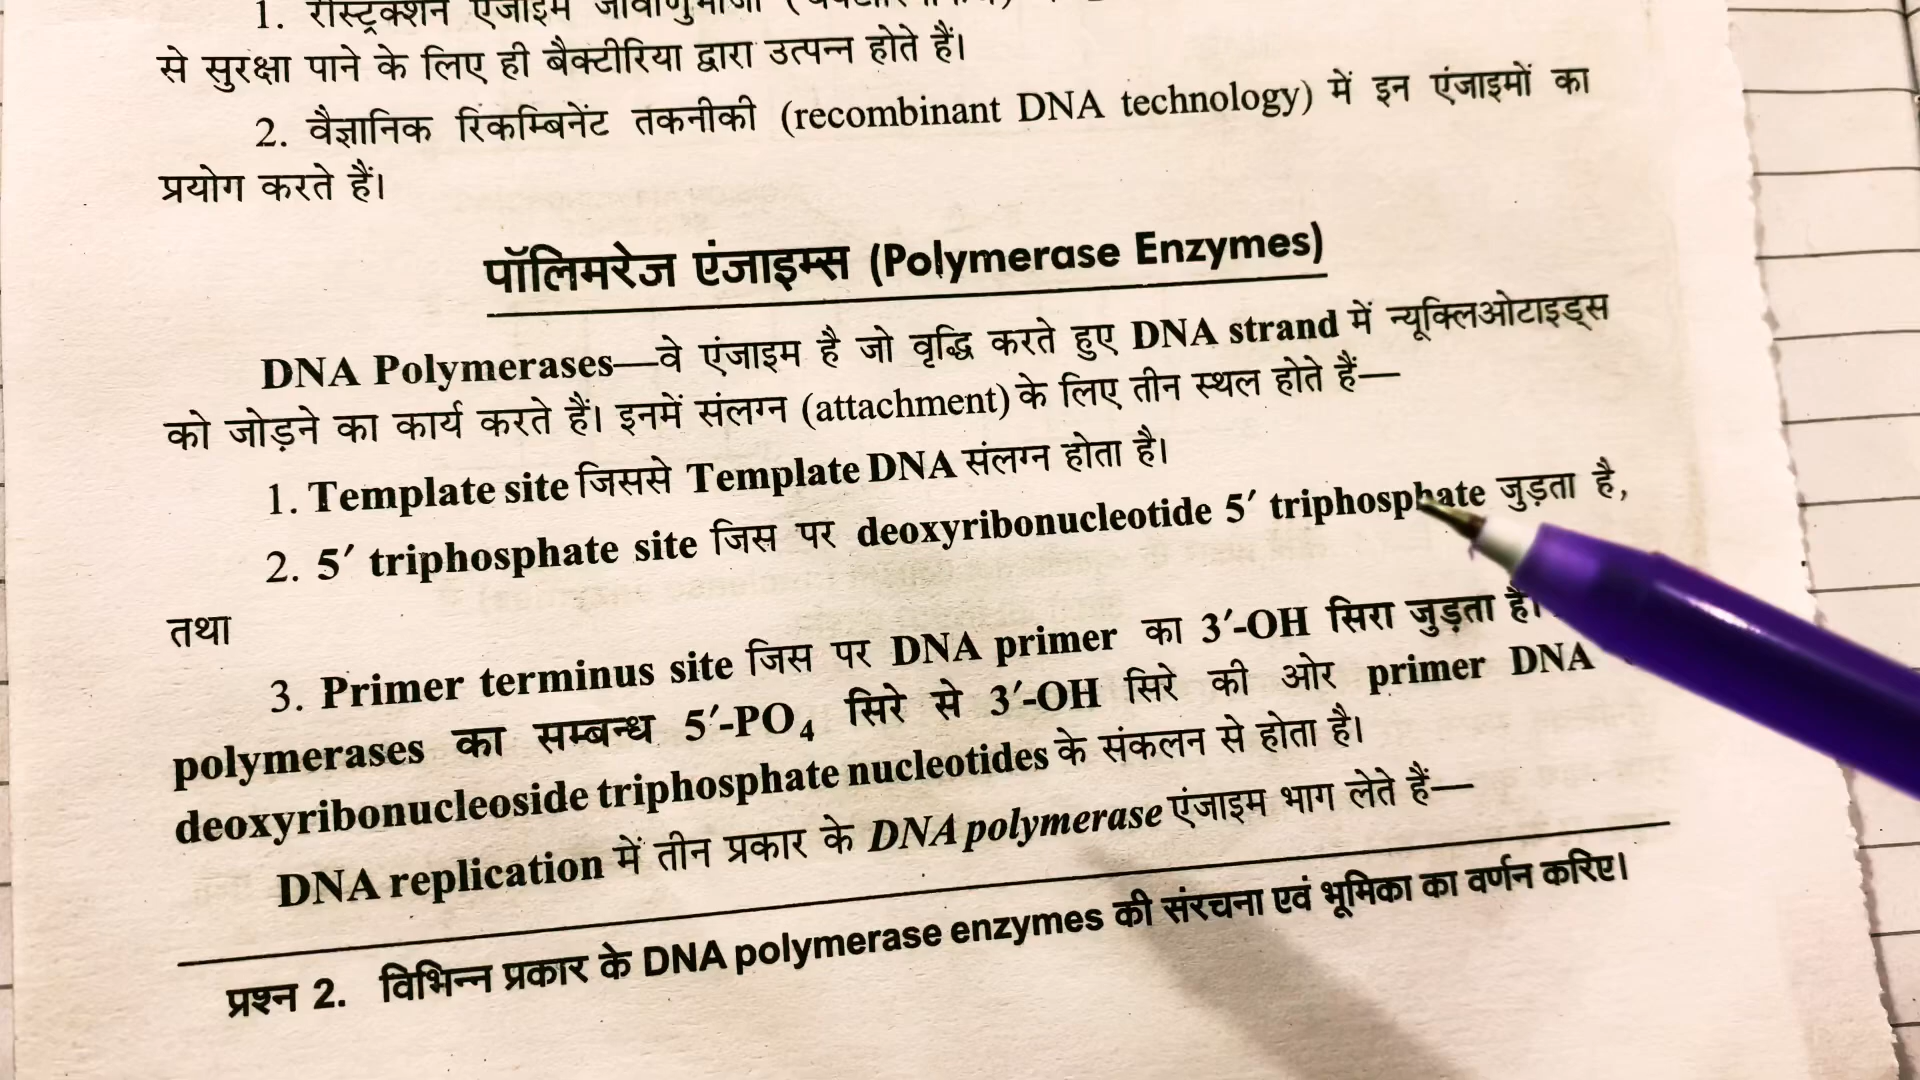 1. रेस्ट्रिक्शन एंजाइम जीवाणुभोजी
से सुरक्षा पाने के लिए ही बैक्टीरिया द्वारा उत्पन्न होते हैं।
2. वैज्ञानिक रिकम्बिनेंट तकनीकी (recombinant DNA technology) में इन एंजाइमों का
प्रयोग करते हैं।
पॉलिमरेज एंजाइम्स (Polymerase Enzymes)
DNA Polymerases—वे एंजाइम है जो वृद्धि करते हुए DNA strand में न्यूक्लिओटाइड्स
को जोड़ने का कार्य करते हैं। इनमें संलग्न (attachment) के लिए तीन स्थल होते हैं—
1. Template site जिससे Template DNA संलग्न होता है।
2. 5′ triphosphate site जिस पर deoxyribonucleotide 5′ triphosphate जुड़ता है,
तथा
3. Primer terminus site जिस पर DNA primer का 3′-OH सिरा जुड़ता है।
polymerases का सम्बन्ध 5′-PO4 सिरे से 3′-OH सिरे की ओर primer DNA
deoxyribonucleoside triphosphate nucleotides के संकलन से होता है।
DNA replication में तीन प्रकार के DNA polymerase एंजाइम भाग लेते हैं—
प्रश्न 2. विभिन्न प्रकार के DNA polymerase enzymes की संरचना एवं भूमिका का वर्णन करिए।